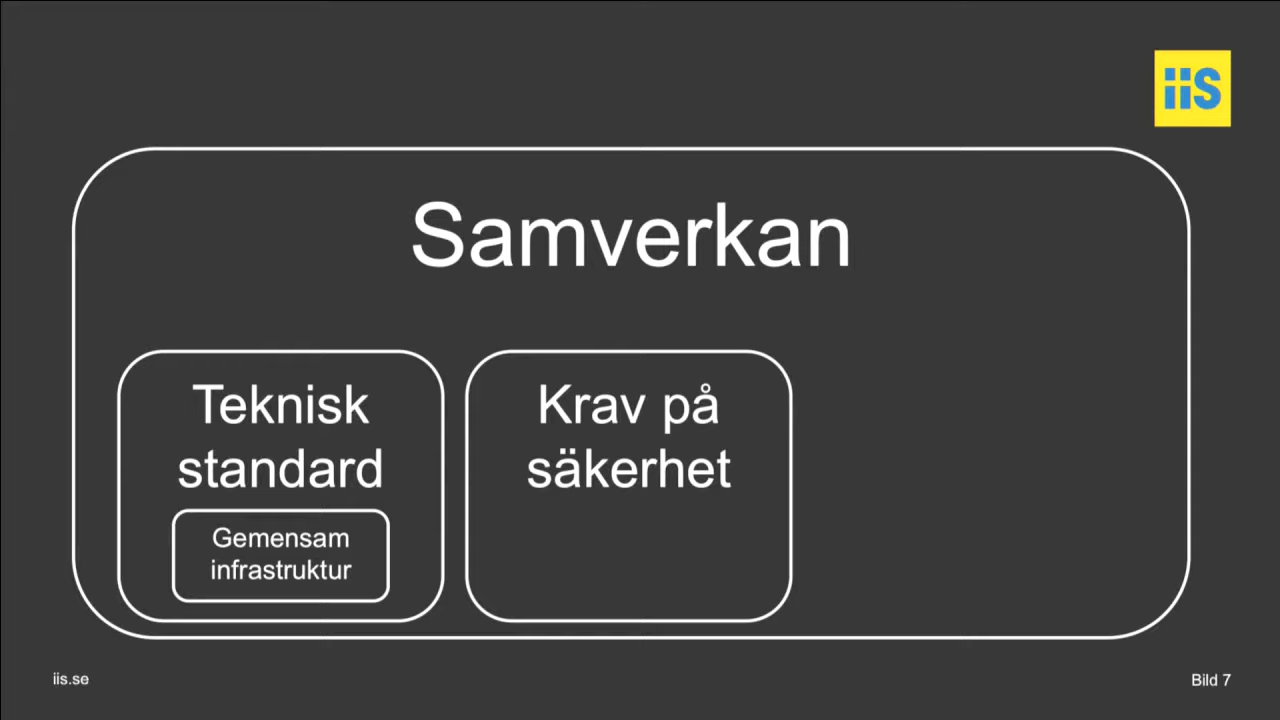 iis
Samverkan
Teknisk
standard
Gemensam
infrastruktur
Krav på
säkerhet
iis.se
Bild 7